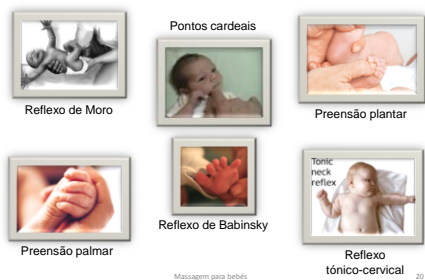 Pontos cardeais
Reflexo de Moro
Preensão plantar
Tonic
neck
reflex
Preensão palmar
Reflexo de Babinsky
Reflexo
tónico-cervical
Massagem para bebés
20